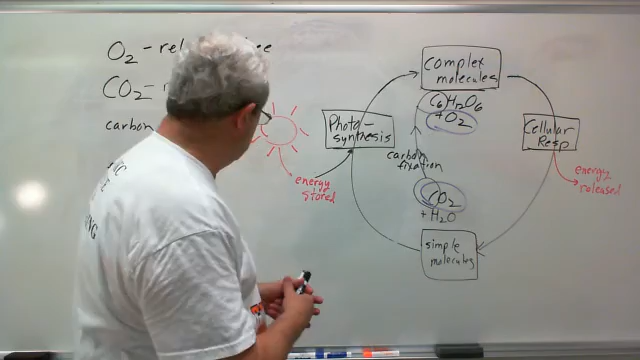 O2 - rel
CO2 -
carbon
energy
stored
Photo-
synthesis
Complex
molecules
C6H12O6
+O2
carbon
fixation
CO2
+ H2O
simple
molecules
Cellular
Resp
energy
released